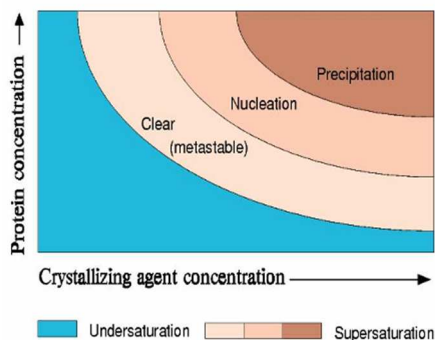 Protein concentration
Precipitation
Nucleation
Clear
(metastable)
Crystallizing agent concentration
Undersaturation
Supersaturation